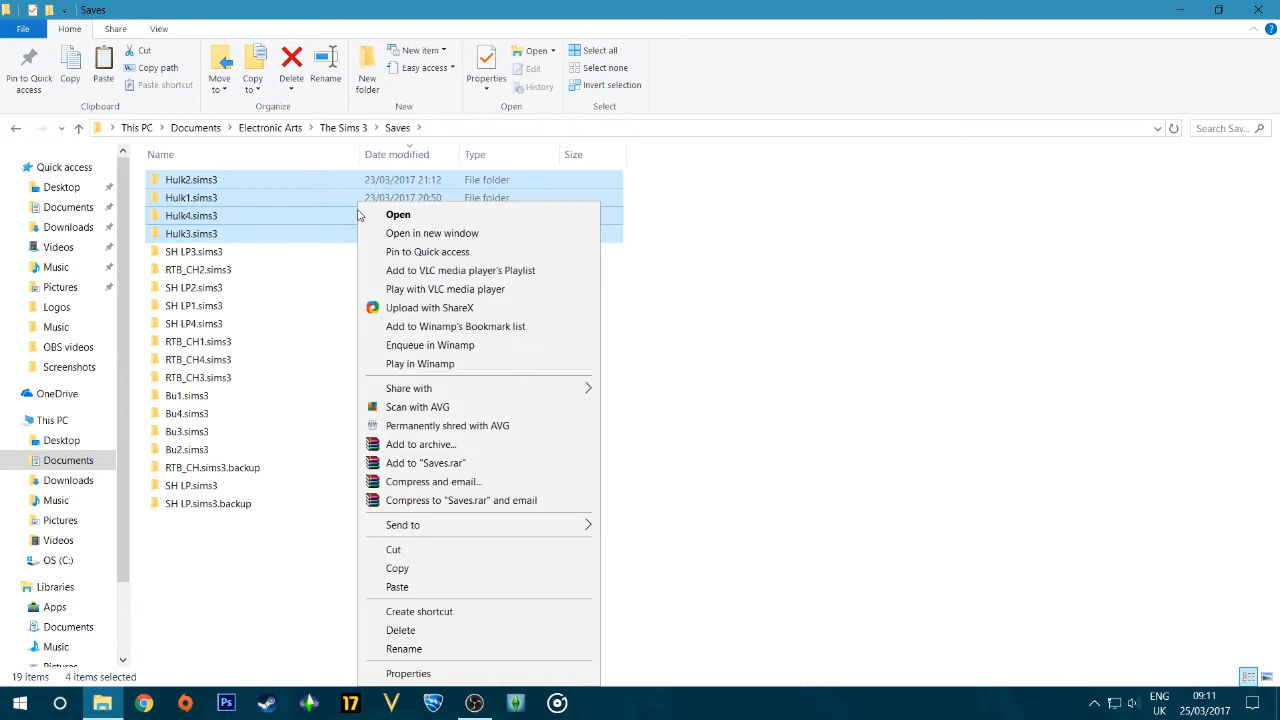 Saves
File Home Share View
Pin to Quick access
Copy
Paste
Cut
Copy path
Paste shortcut
Clipboard
Move to
Copy to
Delete
Rename
Organize
New folder
New item
Easy access
New
Properties
Open
Edit
History
Open
Select all
Select none
Invert selection
Select
This PC Documents Electronic Arts The Sims 3 Saves
Search Sav...
Name Date modified Type Size
Quick access
Desktop
Documents
Downloads
Videos
Music
Pictures
Logos
Music
OBS videos
Screenshots
OneDrive
This PC
Desktop
Documents
Downloads
Music
Pictures
Videos
OS (C:)
Libraries
Apps
Documents
Music
Pictures
Hulk2.sims3 23/03/2017 21:12 File folder
Hulk1.sims3 23/03/2017 20:50 File folder
Hulk4.sims3
Hulk3.sims3
SH LP3.sims3
RTB_CH2.sims3
SH LP2.sims3
SH LP1.sims3
SH LP4.sims3
RTB_CH1.sims3
RTB_CH4.sims3
RTB_CH3.sims3
Bu1.sims3
Bu4.sims3
Bu3.sims3
Bu2.sims3
RTB_CH.sims3.backup
SH LP.sims3
SH LP.sims3.backup
Open
Open in new window
Pin to Quick access
Add to VLC media player's Playlist
Play with VLC media player
Upload with ShareX
Add to Winamp's Bookmark list
Enqueue in Winamp
Play in Winamp
Share with
Scan with AVG
Permanently shred with AVG
Add to archive...
Add to "Saves.rar"
Compress and email...
Compress to "Saves.rar" and email
Send to
Cut
Copy
Paste
Create shortcut
Delete
Rename
Properties
19 items 4 items selected
Ps
17
ENG
UK
09:11
25/03/2017